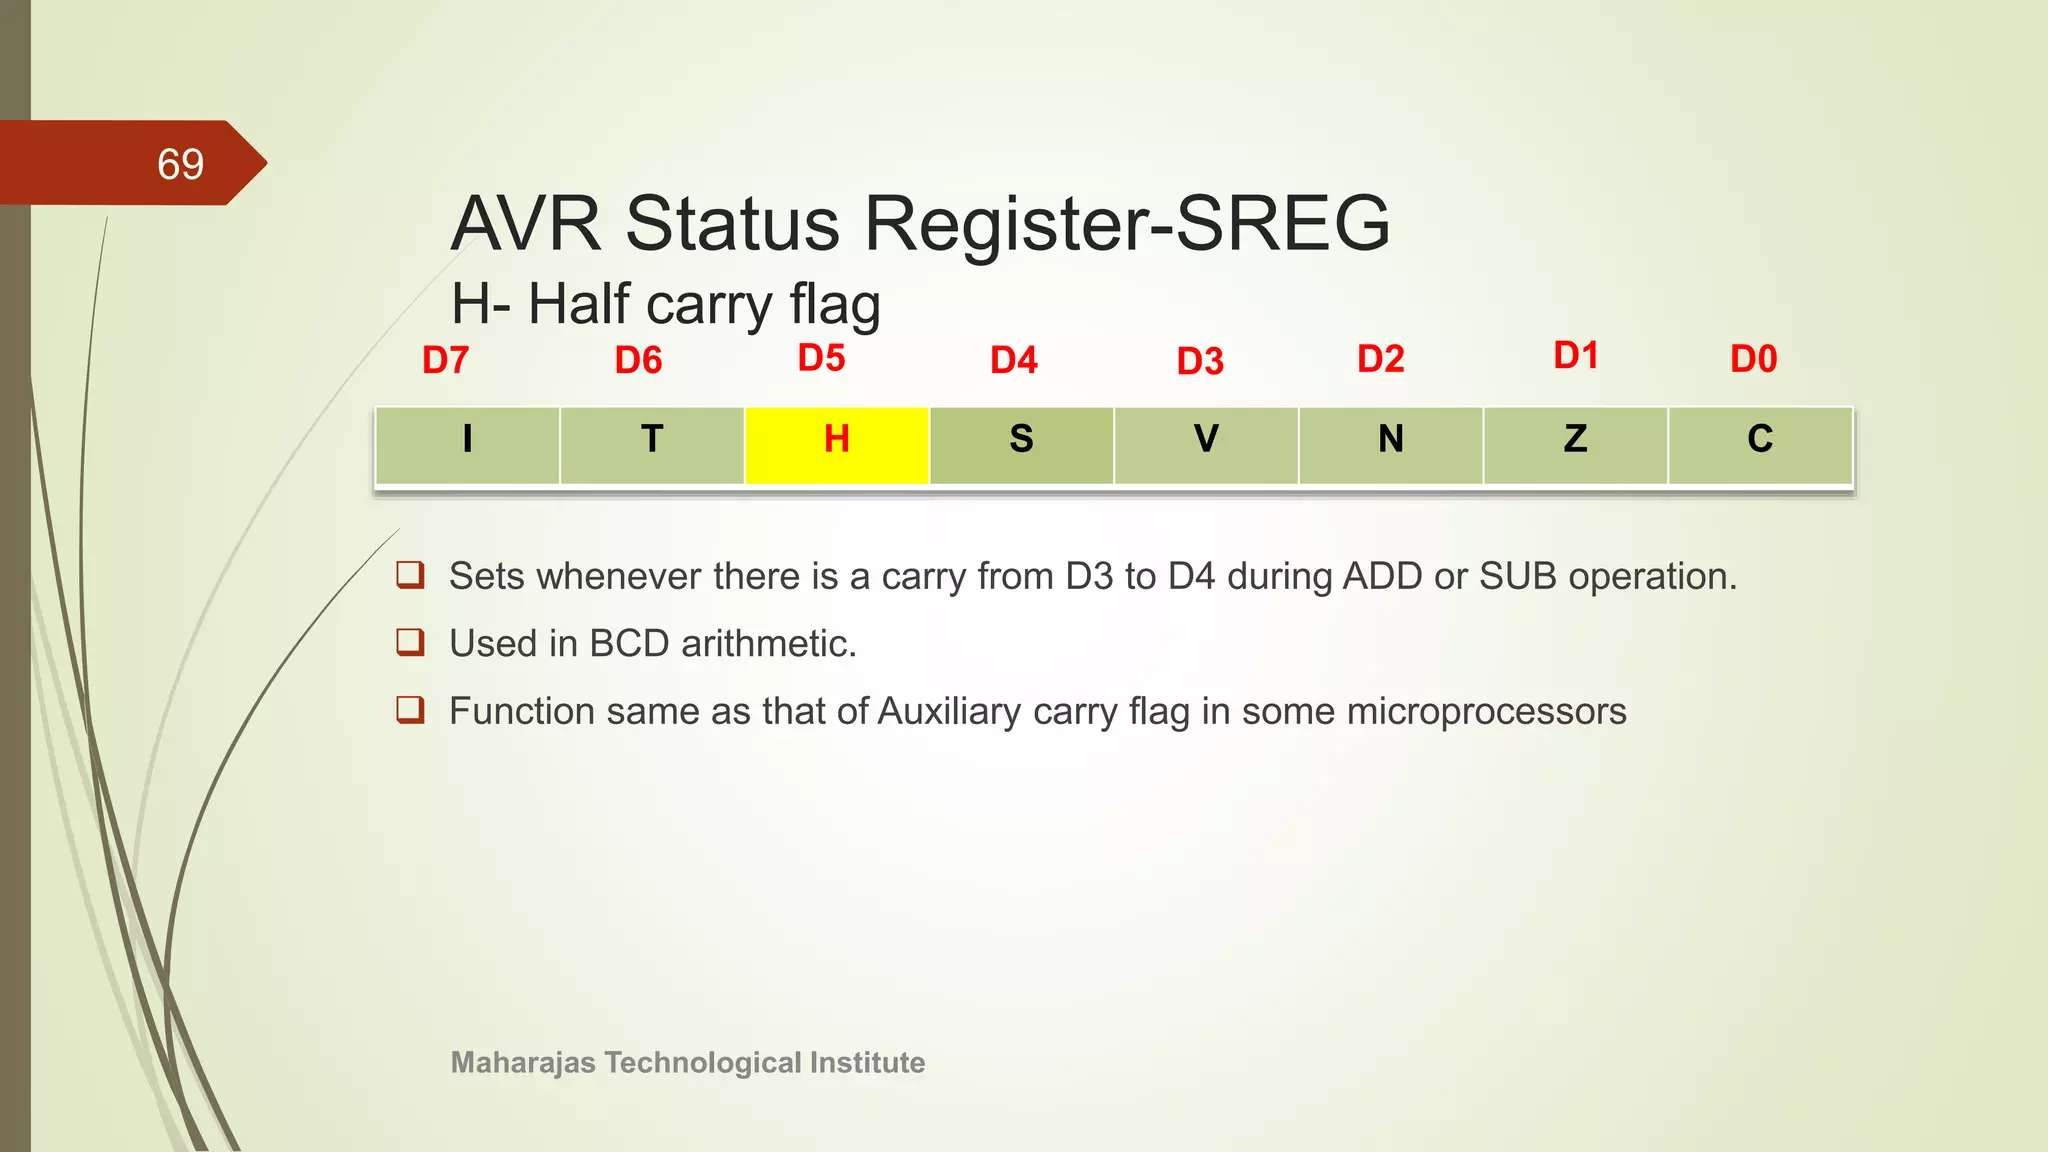 69
AVR Status Register-SREG
H- Half carry flag
D7 D6 D5 D4 D3 D2 D1 D0
I T H S V N Z C
Sets whenever there is a carry from D3 to D4 during ADD or SUB operation.
Used in BCD arithmetic.
Function same as that of Auxiliary carry flag in some microprocessors
Maharajas Technological Institute